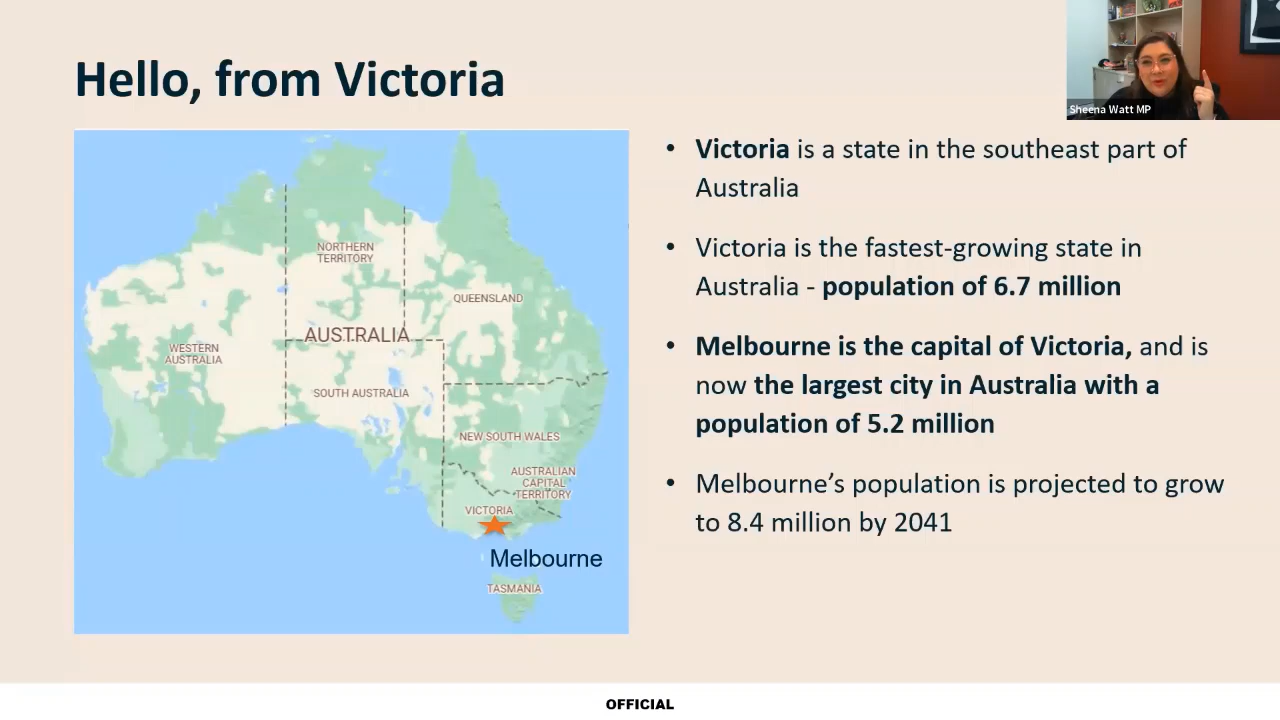 Hello, from Victoria
Sheena Watt MP
NORTHERN
TERRITORY
QUEENSLAND
AUSTRALIA
WESTERN
AUSTRALIA
SOUTH AUSTRALIA
NEW SOUTH WALES
AUSTRALIAN
CAPITAL
TERRITORY
VICTORIA
Melbourne
TASMANIA
• Victoria is a state in the southeast part of
Australia
• Victoria is the fastest-growing state in
Australia - population of 6.7 million
• Melbourne is the capital of Victoria, and is
now the largest city in Australia with a
population of 5.2 million
• Melbourne’s population is projected to grow
to 8.4 million by 2041
OFFICIAL